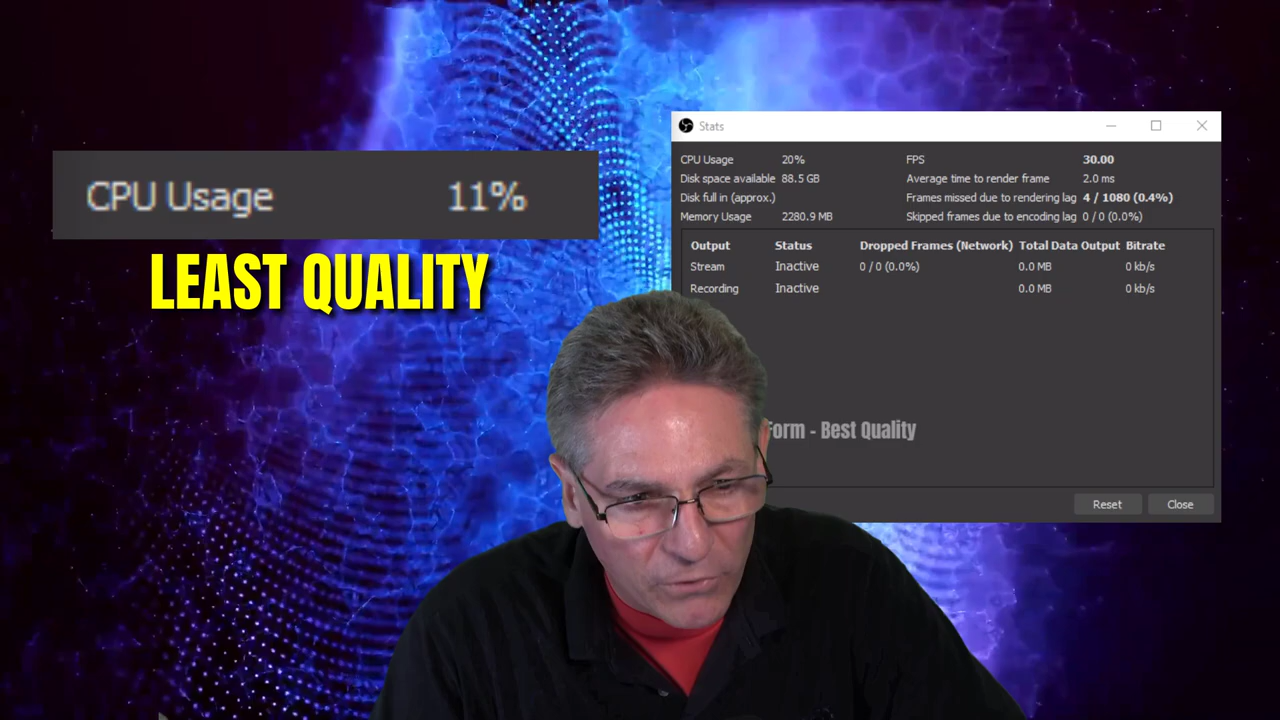 CPU Usage 11%
LEAST QUALITY
Stats
CPU Usage 20% FPS 30.00
Disk space available 88.5 GB Average time to render frame 2.0 ms
Disk full in (approx.) Frames missed due to rendering lag 4 / 1080 (0.4%)
Memory Usage 2280.9 MB Skipped frames due to encoding lag 0 / 0 (0.0%)
Output Status Dropped Frames (Network) Total Data Output Bitrate
Stream Inactive 0 / 0 (0.0%) 0.0 MB 0 kb/s
Recording Inactive 0.0 MB 0 kb/s
Form - Best Quality
Reset Close